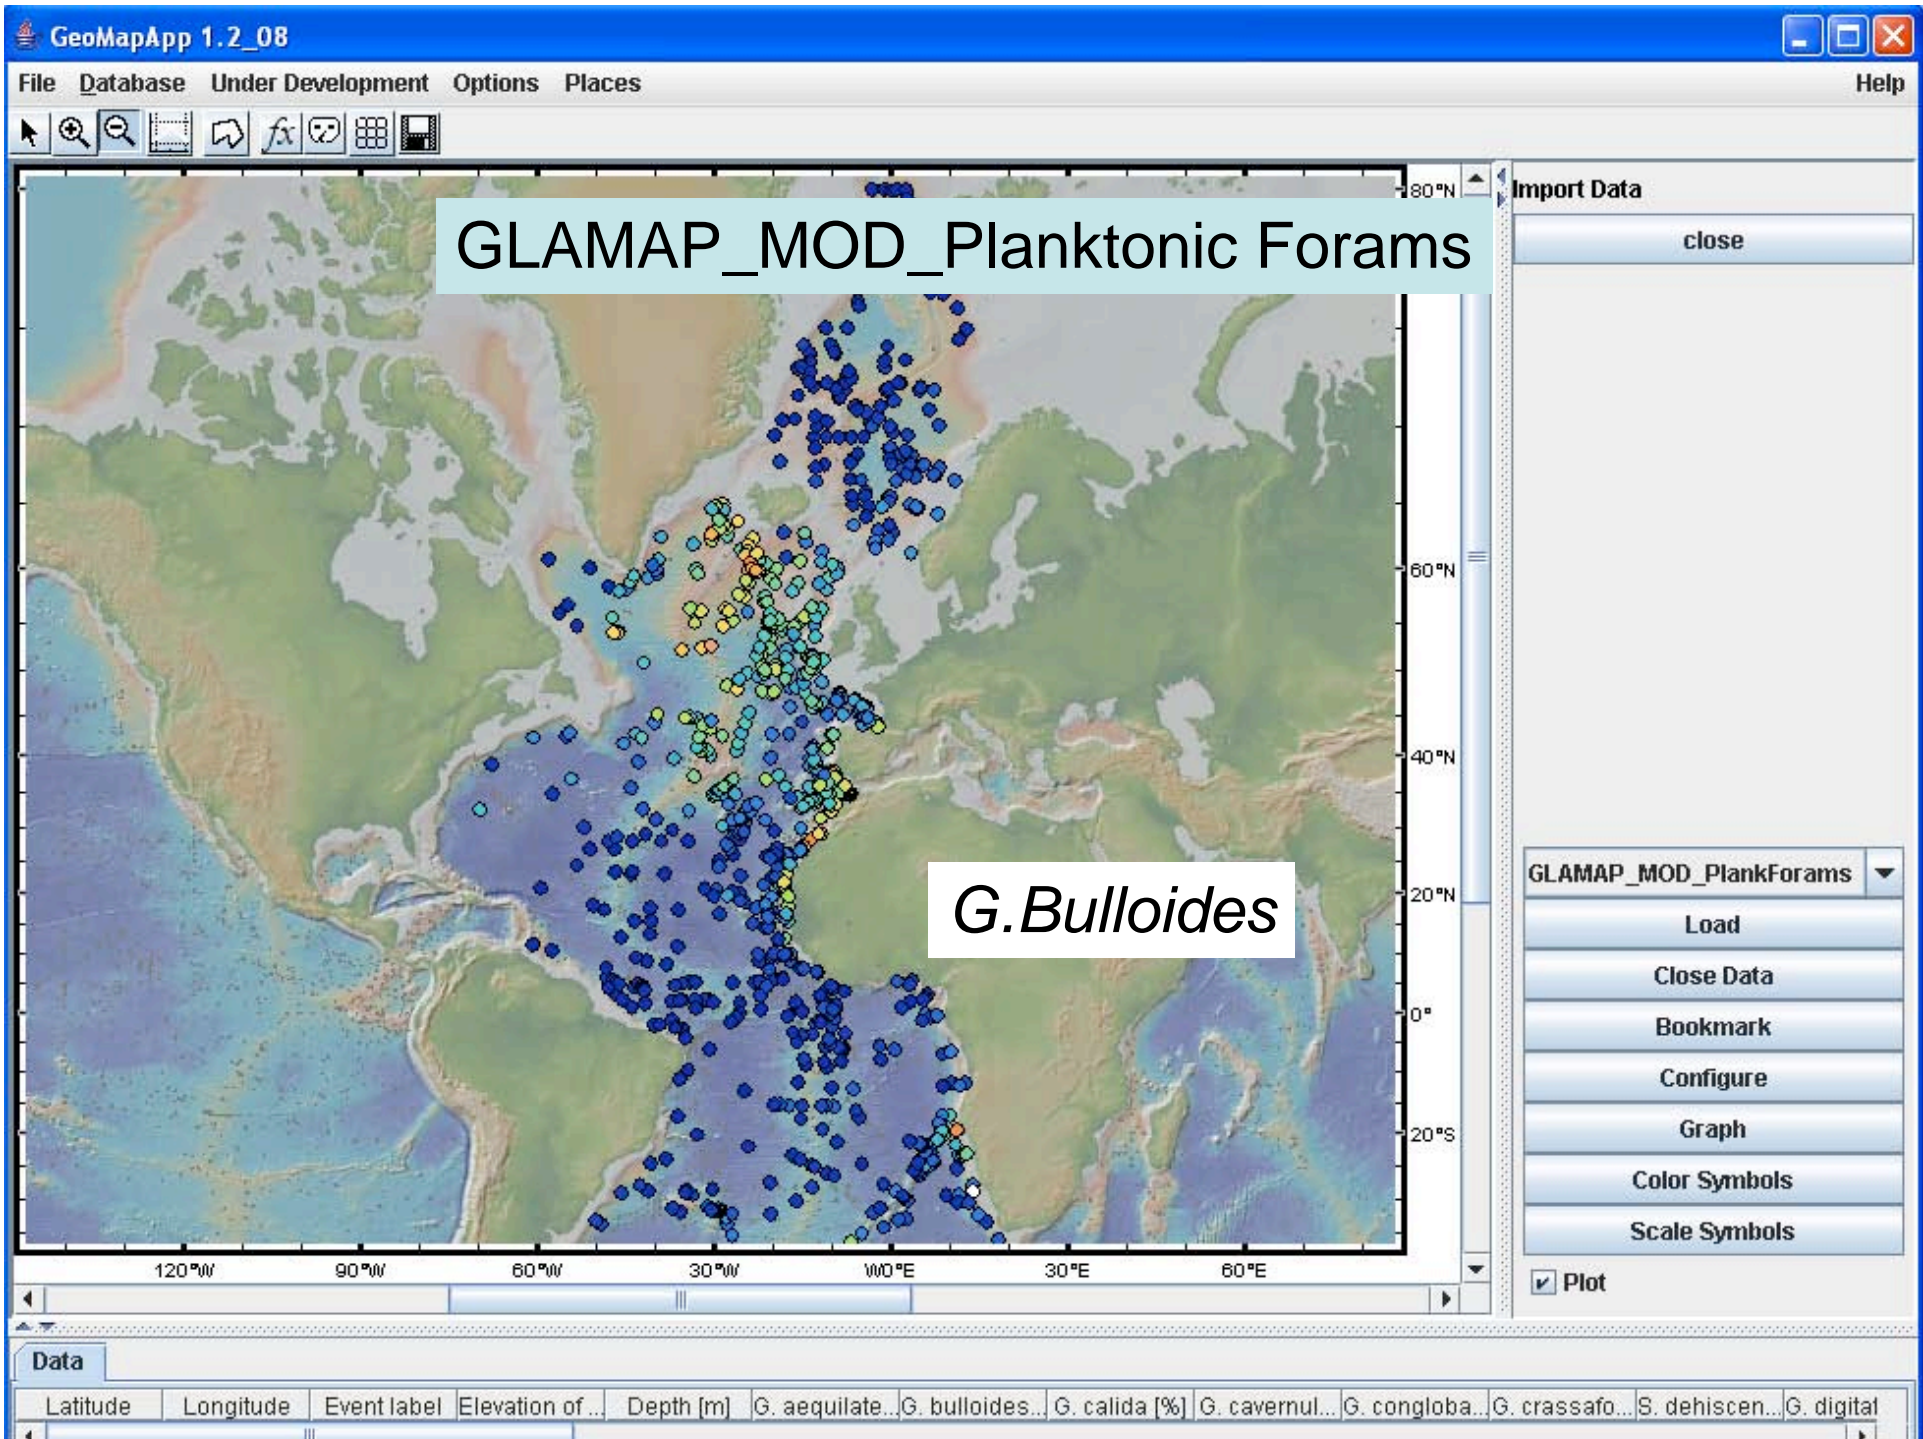 GeoMapApp 1.2_08
File Database Under Development Options Places Help
fx
80°N
Import Data
close
GLAMAP_MOD_Planktonic Forams
60°N
40°N
GLAMAP_MOD_PlankForams
20°N
G.Bulloides
Load
Close Data
0°
Bookmark
Configure
Graph
20°S
Color Symbols
Scale Symbols
120°W 90°W 60°W 30°W W0°E 30°E 60°E
Plot
Data
Latitude Longitude Event label Elevation of ... Depth [m] G. aequilate... G. bulloides... G. calida [%] G. cavernul... G. congloba... G. crassafo... S. dehiscen... G. digitat